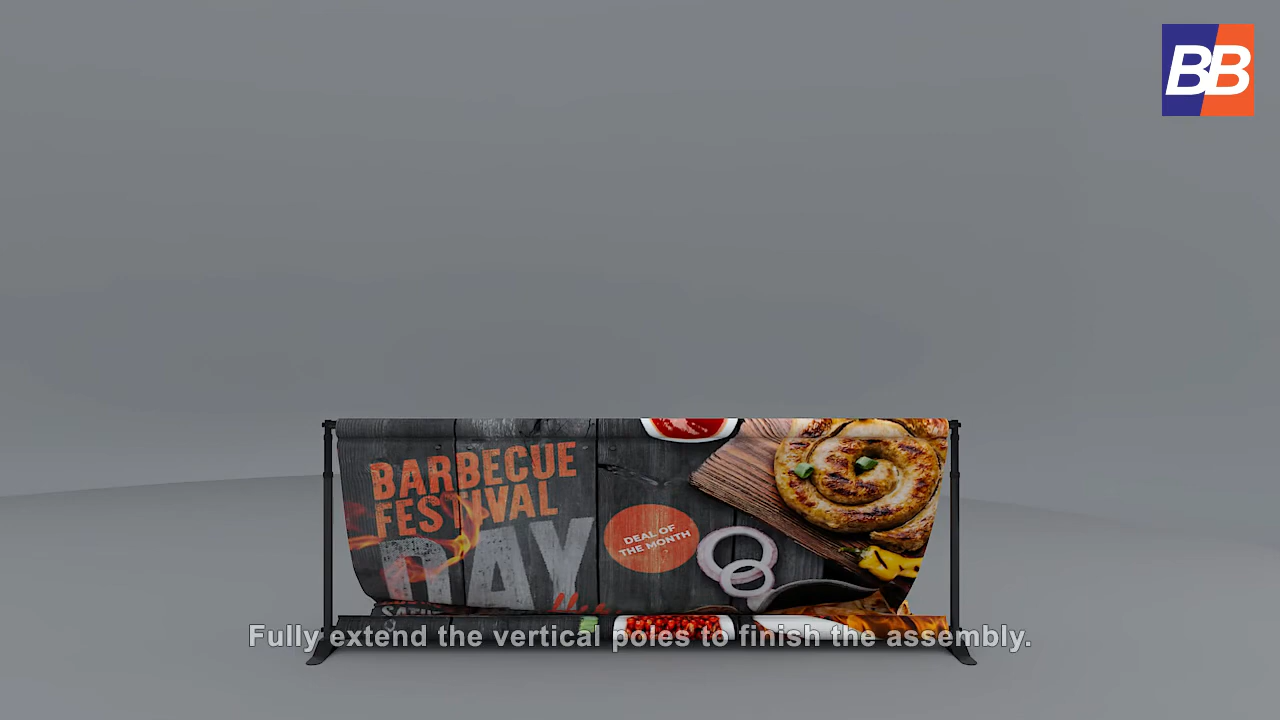 BB
BARBECUE
FESTIVAL
DAY
DEAL OF
THE MONTH
Fully extend the vertical poles to finish the assembly.